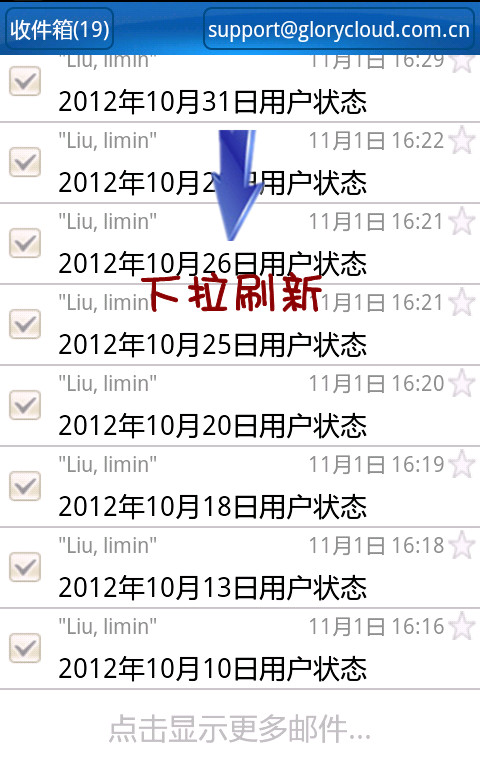 收件箱(19)
support@glorycloud.com.cn
"Liu, limin" 11月1日 16:29
2012年10月31日用户状态
"Liu, limin" 11月1日 16:22
2012年10月2 日用户状态
"Liu, limin" 11月1日 16:21
2012年10月26日用户状态
下拉刷新
"Liu, limin" 11月1日 16:21
2012年10月25日用户状态
"Liu, limin" 11月1日 16:20
2012年10月20日用户状态
"Liu, limin" 11月1日 16:19
2012年10月18日用户状态
"Liu, limin" 11月1日 16:18
2012年10月13日用户状态
"Liu, limin" 11月1日 16:16
2012年10月10日用户状态
点击显示更多邮件...